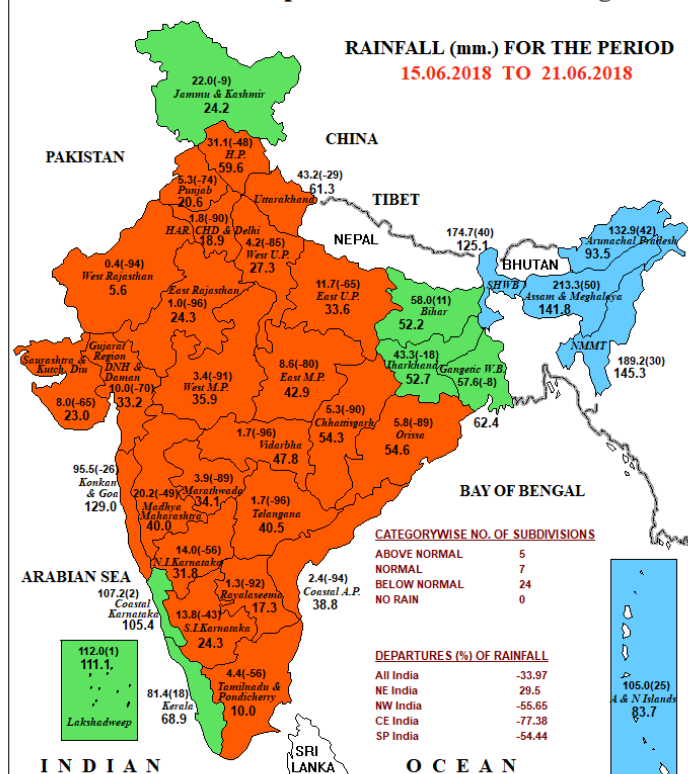 RAINFALL (mm.) FOR THE PERIOD
15.06.2018 TO 21.06.2018
22.0(-9)
Jammu & Kashmir
24.2
CHINA
31.1(-48)
H.P.
59.6
PAKISTAN
43.2(-29)
61.3
Uttarakhand
5.3(-74)
Punjab
20.6
TIBET
1.8(-90)
HAR. CHD & Delhi
18.9
4.2(-85)
West U.P.
27.3
NEPAL
174.7(40)
125.1
132.9(42)
Arunachal Pradesh
93.5
BHUTAN
0.4(-94)
West Rajasthan
5.6
East Rajasthan
1.0(-96)
24.3
11.7(-65)
East U.P.
33.6
58.0(11)
Bihar
52.2
SHWB
213.3(50)
Assam & Meghalaya
141.8
NMMT
189.2(30)
145.3
Gujarat
Region
DNH &
Daman
10.0(-70)
33.2
Saurashtra &
Kutch, Diu
8.0(-65)
23.0
3.4(-91)
West M.P.
35.9
8.6(-80)
East M.P.
42.9
43.3(-18)
Jharkhand
52.7
Gangetic W.B.
57.6(-8)
62.4
5.3(-90)
Chhattisgarh
54.3
5.8(-89)
Orissa
54.6
1.7(-96)
Vidarbha
47.8
95.5(-26)
Konkan
& Goa
129.0
20.2(-49)
Madhya
Maharashtra
40.0
3.9(-89)
Marathwada
34.1
1.7(-96)
Telangana
40.5
BAY OF BENGAL
CATEGORYWISE NO. OF SUBDIVISIONS
ABOVE NORMAL 5
NORMAL 7
BELOW NORMAL 24
NO RAIN 0
14.0(-56)
N.I.Karnataka
31.8
ARABIAN SEA
107.2(2)
Coastal
Karnataka
105.4
1.3(-92)
Rayalaseema
17.3
2.4(-94)
Coastal A.P.
38.8
13.8(-43)
S.I.Karnataka
24.3
112.0(1)
111.1
Lakshadweep
81.4(18)
Kerala
68.9
4.4(-56)
Tamilnadu &
Pondicherry
10.0
DEPARTURES (%) OF RAINFALL
All India -33.97
NE India 29.5
NW India -55.65
CE India -77.38
SP India -54.44
105.0(25)
A & N Islands
83.7
SRI
LANKA
INDIAN OCEAN